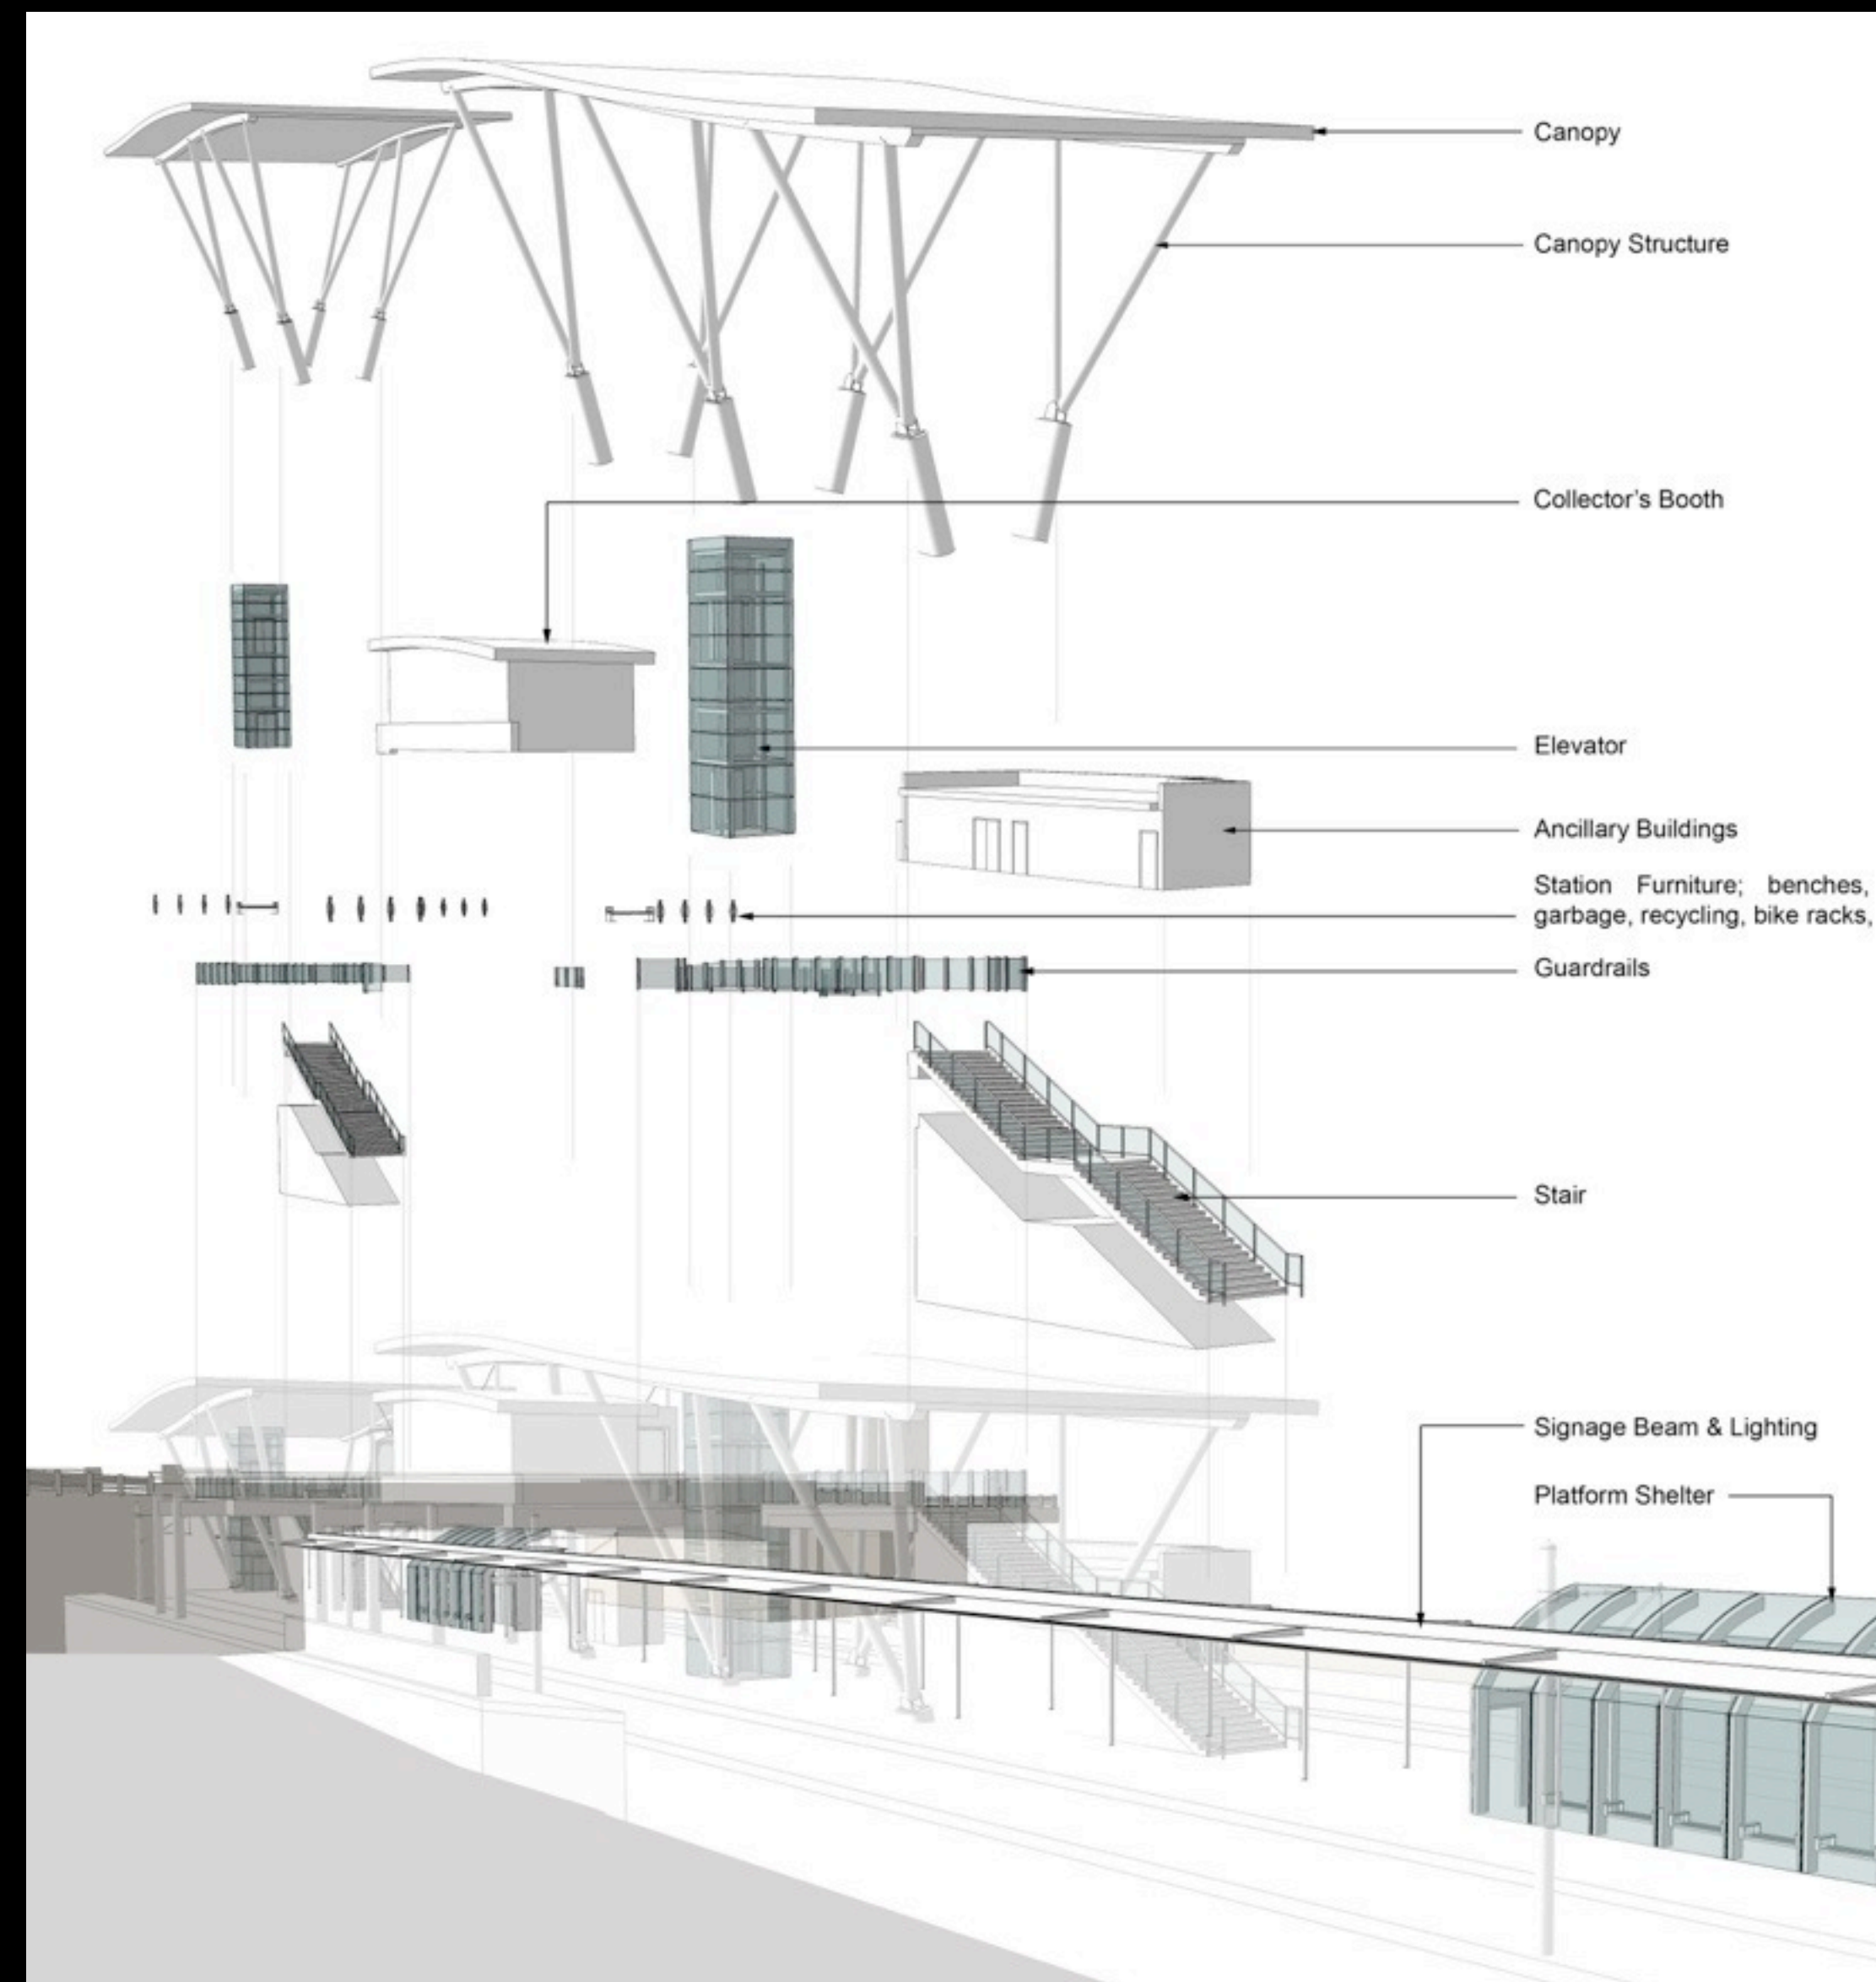 Canopy
Canopy Structure
Collector's Booth
Elevator
Ancillary Buildings
Station Furniture; benches,
garbage, recycling, bike racks,
Guardrails
Stair
Signage Beam & Lighting
Platform Shelter